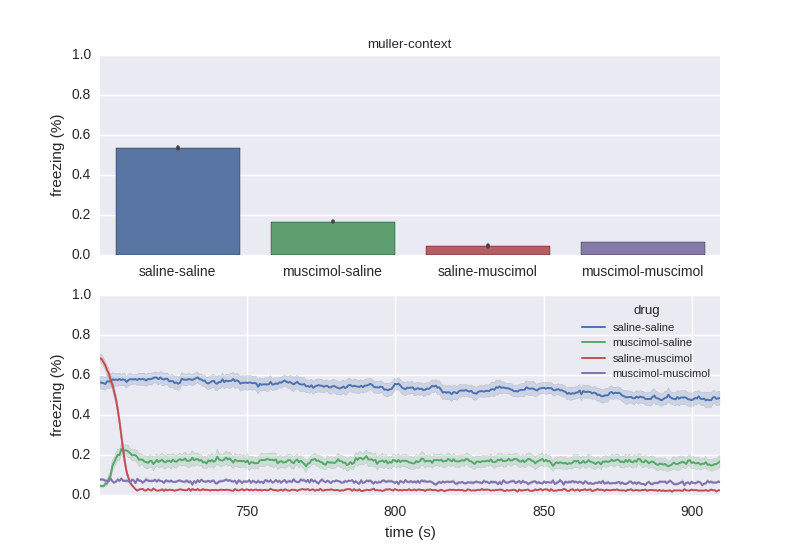 muller-context
1.0
0.8
0.6
0.4
0.2
0.0
freezing (%)
saline-saline
muscimol-saline
saline-muscimol
muscimol-muscimol
1.0
0.8
0.6
0.4
0.2
0.0
freezing (%)
drug
saline-saline
muscimol-saline
saline-muscimol
muscimol-muscimol
750
800
850
900
time (s)